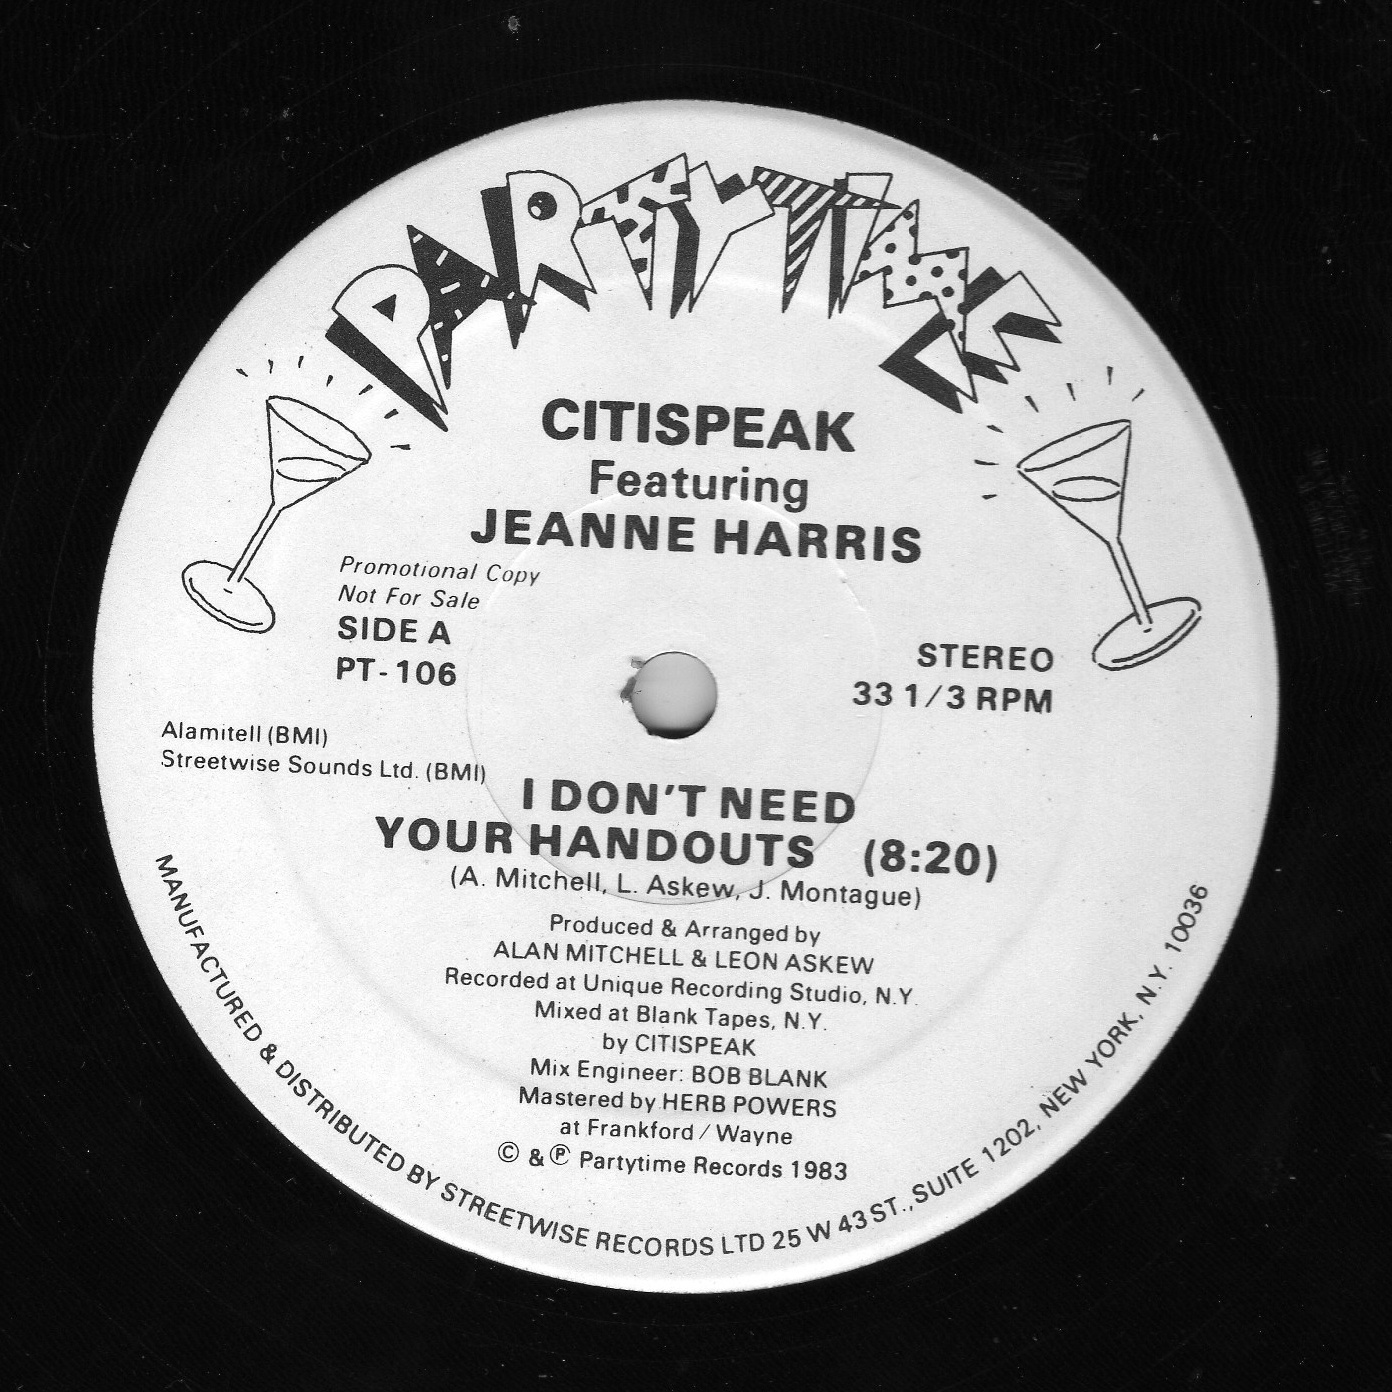 PARTYTIME
CITISPEAK
Featuring
JEANNE HARRIS
Promotional Copy
Not For Sale
SIDE A
PT-106
STEREO
33 1/3 RPM
Alamitell (BMI)
Streetwise Sounds Ltd. (BMI)
I DON'T NEED
YOUR HANDOUTS (8:20)
(A. Mitchell, L. Askew, J. Montague)
Produced & Arranged by
ALAN MITCHELL & LEON ASKEW
Recorded at Unique Recording Studio, N.Y.
Mixed at Blank Tapes, N.Y.
by CITISPEAK
Mix Engineer: BOB BLANK
Mastered by HERB POWERS
at Frankford / Wayne
© & ℗ Partytime Records 1983
MANUFACTURED & DISTRIBUTED BY STREETWISE RECORDS LTD 25 W 43 ST., SUITE 1202, NEW YORK, N.Y. 10036